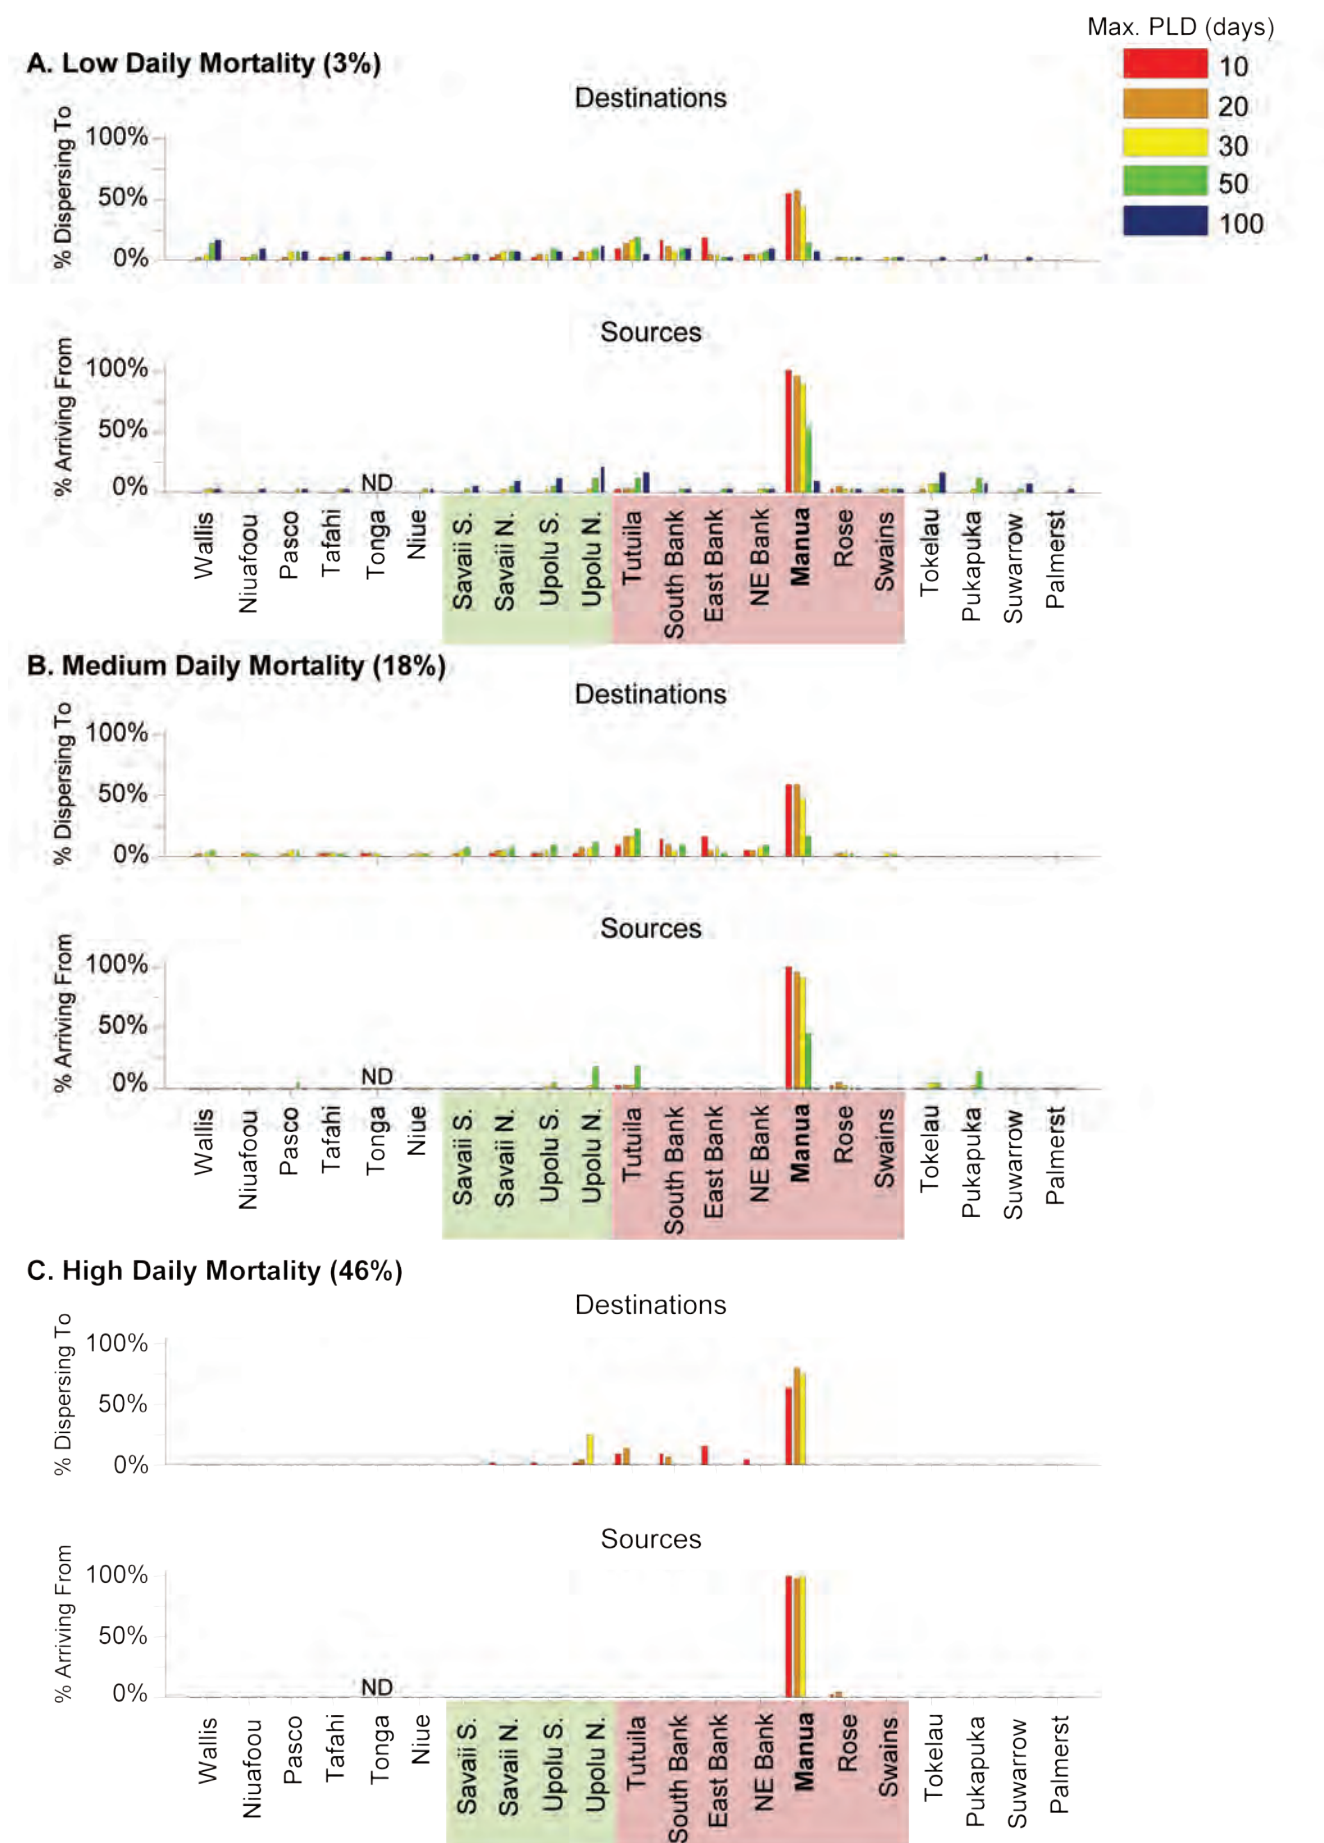 Max. PLD (days)
10
20
30
50
100
A. Low Daily Mortality (3%)
Destinations
% Dispersing To
100%
50%
0%
Sources
% Arriving From
100%
50%
0%
ND
Wallis
Niuafoou
Pasco
Tafahi
Tonga
Niue
Savaii S.
Savaii N.
Upolu S.
Upolu N.
Tutuila
South Bank
East Bank
NE Bank
Manua
Rose
Swains
Tokelau
Pukapuka
Suwarrow
Palmerst
B. Medium Daily Mortality (18%)
Destinations
% Dispersing To
100%
50%
0%
Sources
% Arriving From
100%
50%
0%
ND
Wallis
Niuafoou
Pasco
Tafahi
Tonga
Niue
Savaii S.
Savaii N.
Upolu S.
Upolu N.
Tutuila
South Bank
East Bank
NE Bank
Manua
Rose
Swains
Tokelau
Pukapuka
Suwarrow
Palmerst
C. High Daily Mortality (46%)
Destinations
% Dispersing To
100%
50%
0%
Sources
% Arriving From
100%
50%
0%
ND
Wallis
Niuafoou
Pasco
Tafahi
Tonga
Niue
Savaii S.
Savaii N.
Upolu S.
Upolu N.
Tutuila
South Bank
East Bank
NE Bank
Manua
Rose
Swains
Tokelau
Pukapuka
Suwarrow
Palmerst